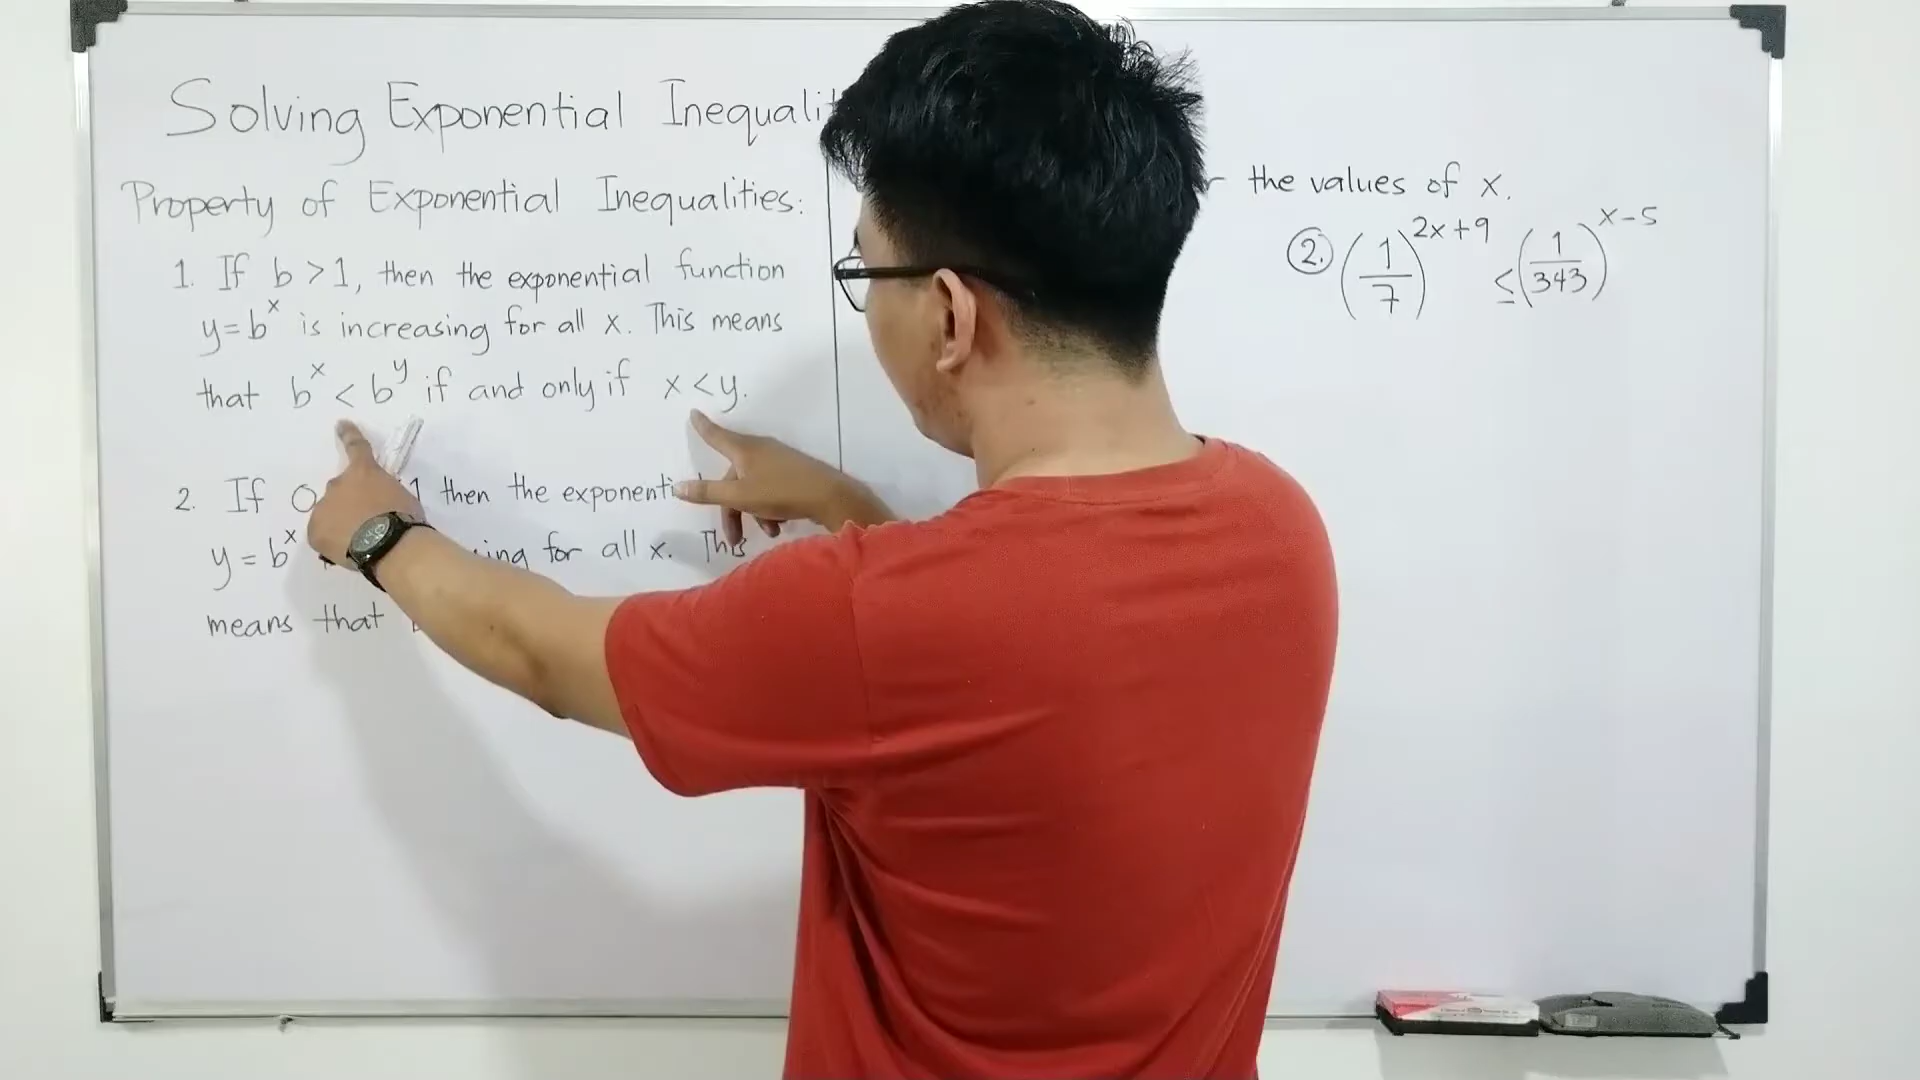 Solving Exponential Inequali
Property of Exponential Inequalities:
1. If b > 1, then the exponential function
y = b^x is increasing for all x. This means
that b^x < b^y if and only if x < y.
2. If 0 1 then the exponenti
y = b^x ing for all x. This
means that
the values of x.
2. (1/7)^(2x+9) ≤ (1/343)^(x-5)